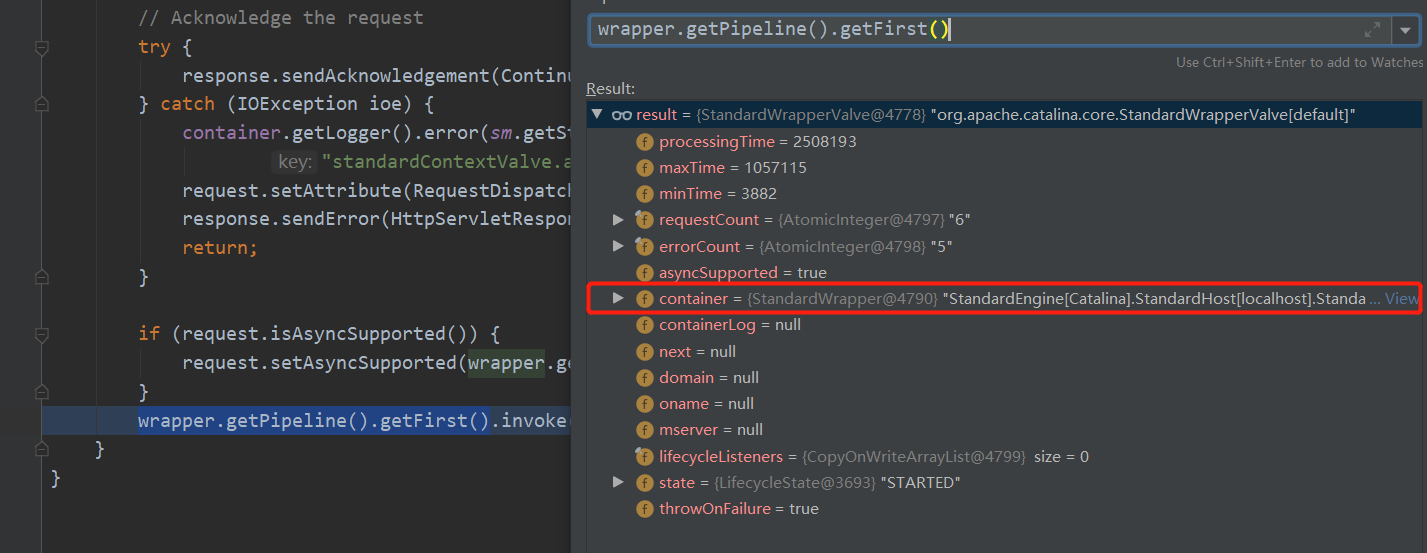 // Acknowledge the request
try {
response.sendAcknowledgement(Continu
} catch (IOException ioe) {
container.getLogger().error(sm.getSt
key: "standardContextValve.a
request.setAttribute(RequestDispatch
response.sendError(HttpServletRespon
return;
}
if (request.isAsyncSupported()) {
request.setAsyncSupported(wrapper.ge
}
wrapper.getPipeline().getFirst().invoke(
}
}
wrapper.getPipeline().getFirst()
Use Ctrl+Shift+Enter to add to Watches
Result:
result = {StandardWrapperValve@4778} "org.apache.catalina.core.StandardWrapperValve[default]"
f processingTime = 2508193
f maxTime = 1057115
f minTime = 3882
f requestCount = {AtomicInteger@4797} "6"
f errorCount = {AtomicInteger@4798} "5"
f asyncSupported = true
f container = {StandardWrapper@4790} "StandardEngine[Catalina].StandardHost[localhost].Standa ... View
f containerLog = null
f next = null
f domain = null
f oname = null
f mserver = null
f lifecycleListeners = {CopyOnWriteArrayList@4799} size = 0
f state = {LifecycleState@3693} "STARTED"
f throwOnFailure = true